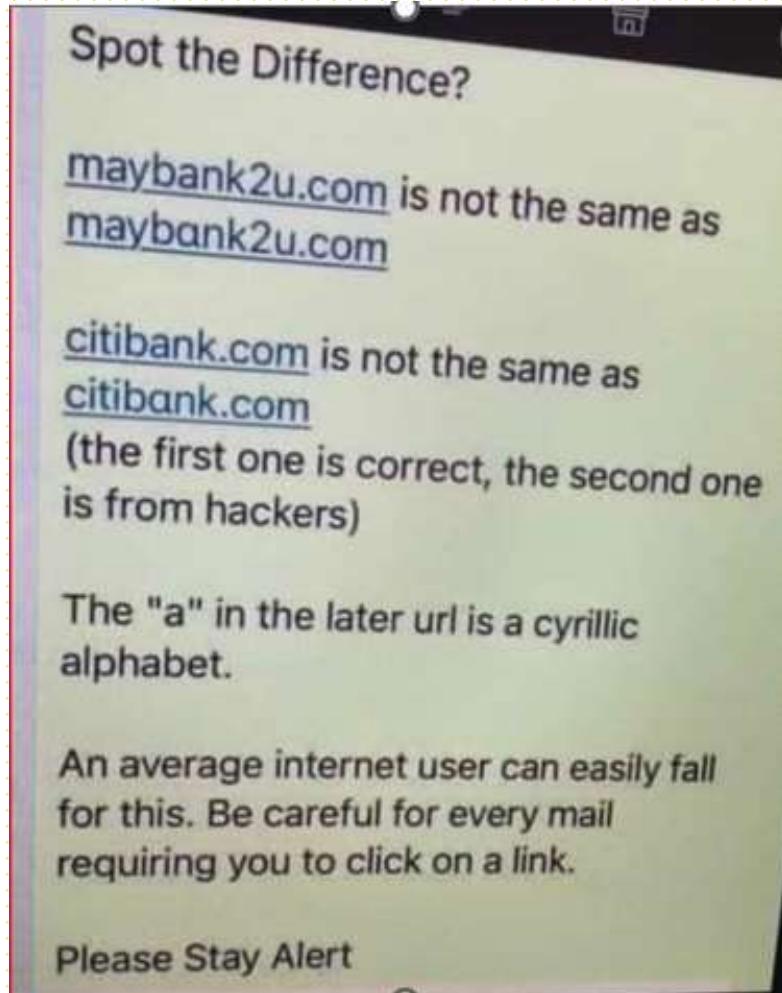 Spot the Difference?
maybank2u.com is not the same as
maybɑnk2u.com
citibank.com is not the same as
citibɑnk.com
(the first one is correct, the second one
is from hackers)
The "a" in the later url is a cyrillic
alphabet.
An average internet user can easily fall
for this. Be careful for every mail
requiring you to click on a link.
Please Stay Alert